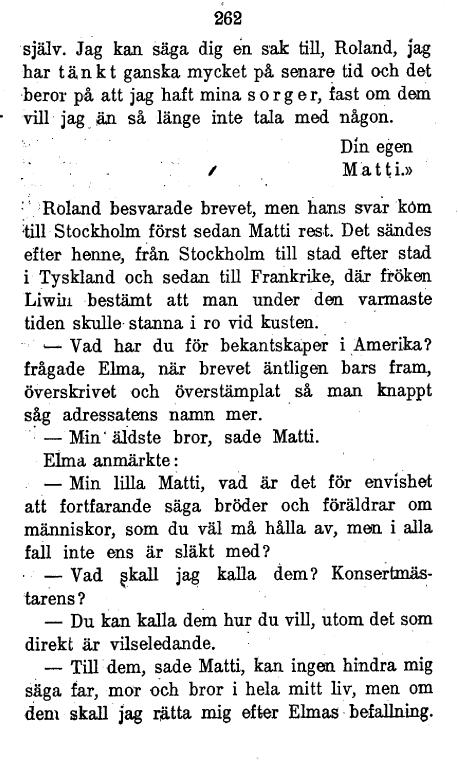 262
själv. Jag kan säga dig en sak till, Roland, jag
har tänkt ganska mycket på senare tid och det
beror på att jag haft mina sorger, fast om dem
vill jag än så länge inte tala med någon.
Din egen
Matti.»
Roland besvarade brevet, men hans svar kom
till Stockholm först sedan Matti rest. Det sändes
efter henne, från Stockholm till stad efter stad
i Tyskland och sedan till Frankrike, där fröken
Liwin bestämt att man under den varmaste
tiden skulle stanna i ro vid kusten.
— Vad har du för bekantskaper i Amerika?
frågade Elma, när brevet äntligen bars fram,
överskrivet och överstämplat så man knappt
såg adressatens namn mer.
— Min äldste bror, sade Matti.
Elma anmärkte:
— Min lilla Matti, vad är det för envishet
att fortfarande säga bröder och föräldrar om
människor, som du väl må hålla av, men i alla
fall inte ens är släkt med?
— Vad skall jag kalla dem? Konsertmäs-
tarens?
— Du kan kalla dem hur du vill, utom det som
direkt är vilseledande.
— Till dem, sade Matti, kan ingen hindra mig
säga far, mor och bror i hela mitt liv, men om
dem skall jag rätta mig efter Elmas befallning.